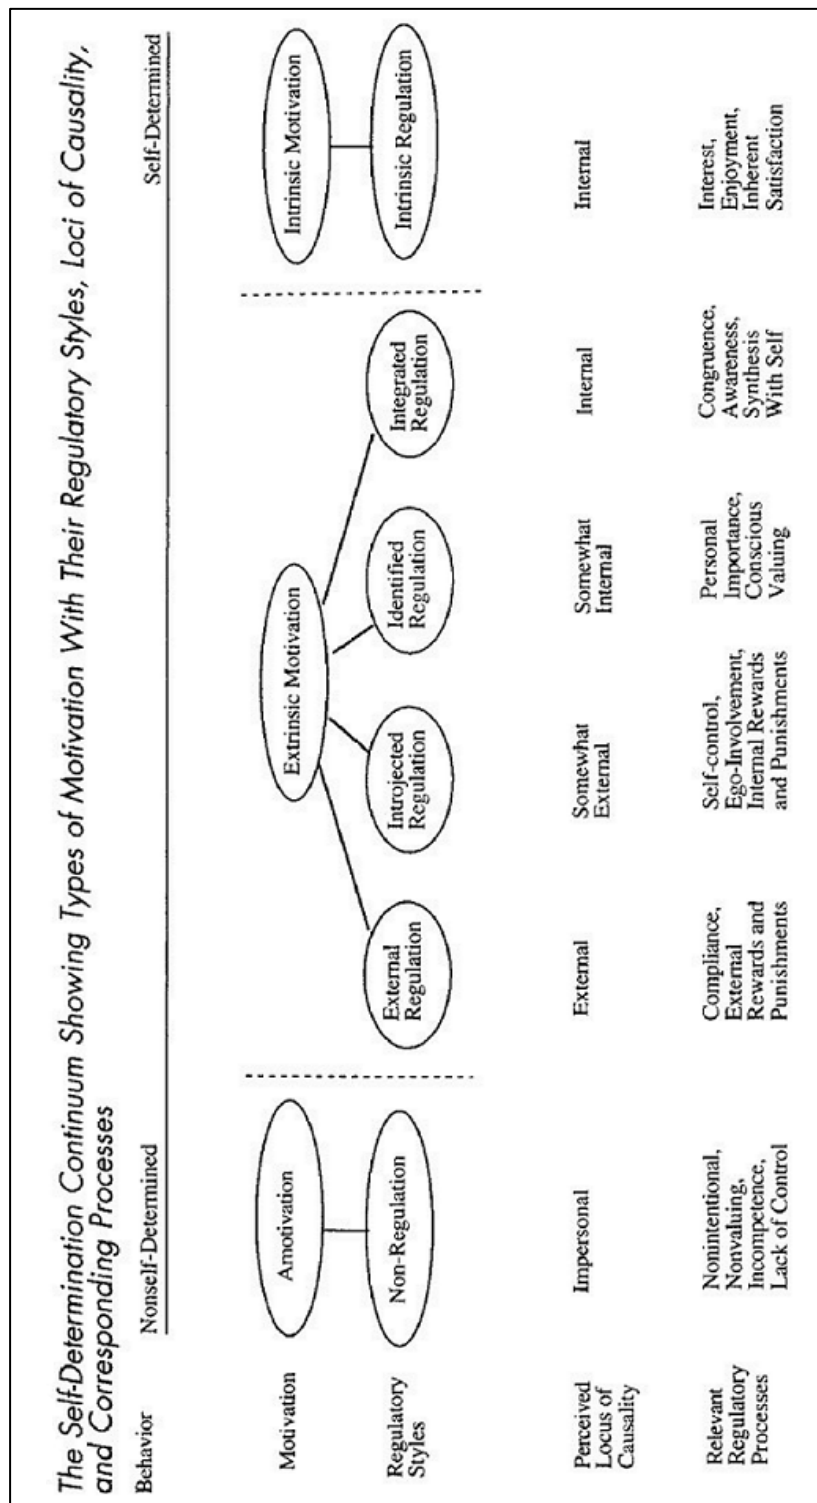 The Self-Determination Continuum Showing Types of Motivation With Their Regulatory Styles, Loci of Causality,
and Corresponding Processes
Behavior
Nonself-Determined
Self-Determined
Motivation
Amotivation
Extrinsic Motivation
Intrinsic Motivation
Regulatory
Styles
Non-Regulation
External
Regulation
Introjected
Regulation
Identified
Regulation
Integrated
Regulation
Intrinsic Regulation
Perceived
Locus of
Causality
Impersonal
External
Somewhat
External
Somewhat
Internal
Internal
Internal
Relevant
Regulatory
Processes
Nonintentional,
Nonvaluing,
Incompetence,
Lack of Control
Compliance,
External
Rewards and
Punishments
Self-control,
Ego-Involvement,
Internal Rewards
and Punishments
Personal
Importance,
Conscious
Valuing
Congruence,
Awareness,
Synthesis
With Self
Interest,
Enjoyment,
Inherent
Satisfaction